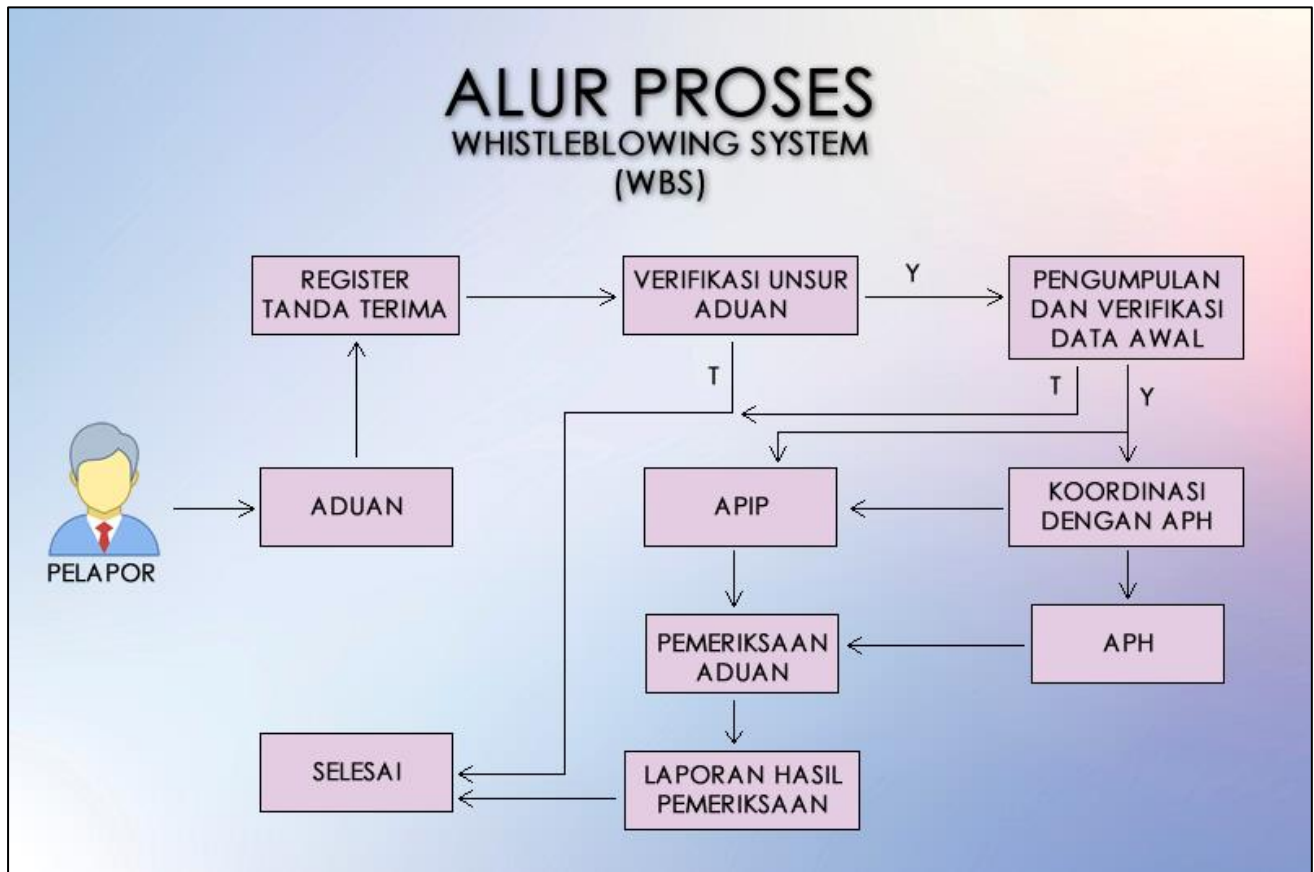 ALUR PROSES
WHISTLEBLOWING SYSTEM
(WBS)
REGISTER
TANDA TERIMA
VERIFIKASI UNSUR
ADUAN
Y
PENGUMPULAN
DAN VERIFIKASI
DATA AWAL
T
T
Y
PELAPOR
ADUAN
APIP
KOORDINASI
DENGAN APH
PEMERIKSAAN
ADUAN
APH
SELESAI
LAPORAN HASIL
PEMERIKSAAN